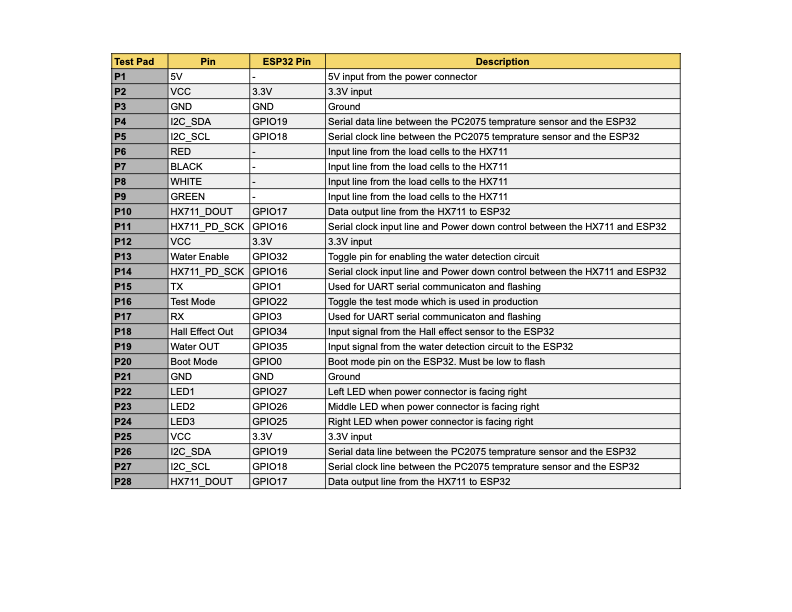 Test Pad Pin ESP32 Pin Description
P1 5V - 5V input from the power connector
P2 VCC 3.3V 3.3V input
P3 GND GND Ground
P4 I2C_SDA GPIO19 Serial data line between the PC2075 temprature sensor and the ESP32
P5 I2C_SCL GPIO18 Serial clock line between the PC2075 temprature sensor and the ESP32
P6 RED - Input line from the load cells to the HX711
P7 BLACK - Input line from the load cells to the HX711
P8 WHITE - Input line from the load cells to the HX711
P9 GREEN - Input line from the load cells to the HX711
P10 HX711_DOUT GPIO17 Data output line from the HX711 to ESP32
P11 HX711_PD_SCK GPIO16 Serial clock input line and Power down control between the HX711 and ESP32
P12 VCC 3.3V 3.3V input
P13 Water Enable GPIO32 Toggle pin for enabling the water detection circuit
P14 HX711_PD_SCK GPIO16 Serial clock input line and Power down control between the HX711 and ESP32
P15 TX GPIO1 Used for UART serial communicaton and flashing
P16 Test Mode GPIO22 Toggle the test mode which is used in production
P17 RX GPIO3 Used for UART serial communicaton and flashing
P18 Hall Effect Out GPIO34 Input signal from the Hall effect sensor to the ESP32
P19 Water OUT GPIO35 Input signal from the water detection circuit to the ESP32
P20 Boot Mode GPIO0 Boot mode pin on the ESP32. Must be low to flash
P21 GND GND Ground
P22 LED1 GPIO27 Left LED when power connector is facing right
P23 LED2 GPIO26 Middle LED when power connector is facing right
P24 LED3 GPIO25 Right LED when power connector is facing right
P25 VCC 3.3V 3.3V input
P26 I2C_SDA GPIO19 Serial data line between the PC2075 temprature sensor and the ESP32
P27 I2C_SCL GPIO18 Serial clock line between the PC2075 temprature sensor and the ESP32
P28 HX711_DOUT GPIO17 Data output line from the HX711 to ESP32